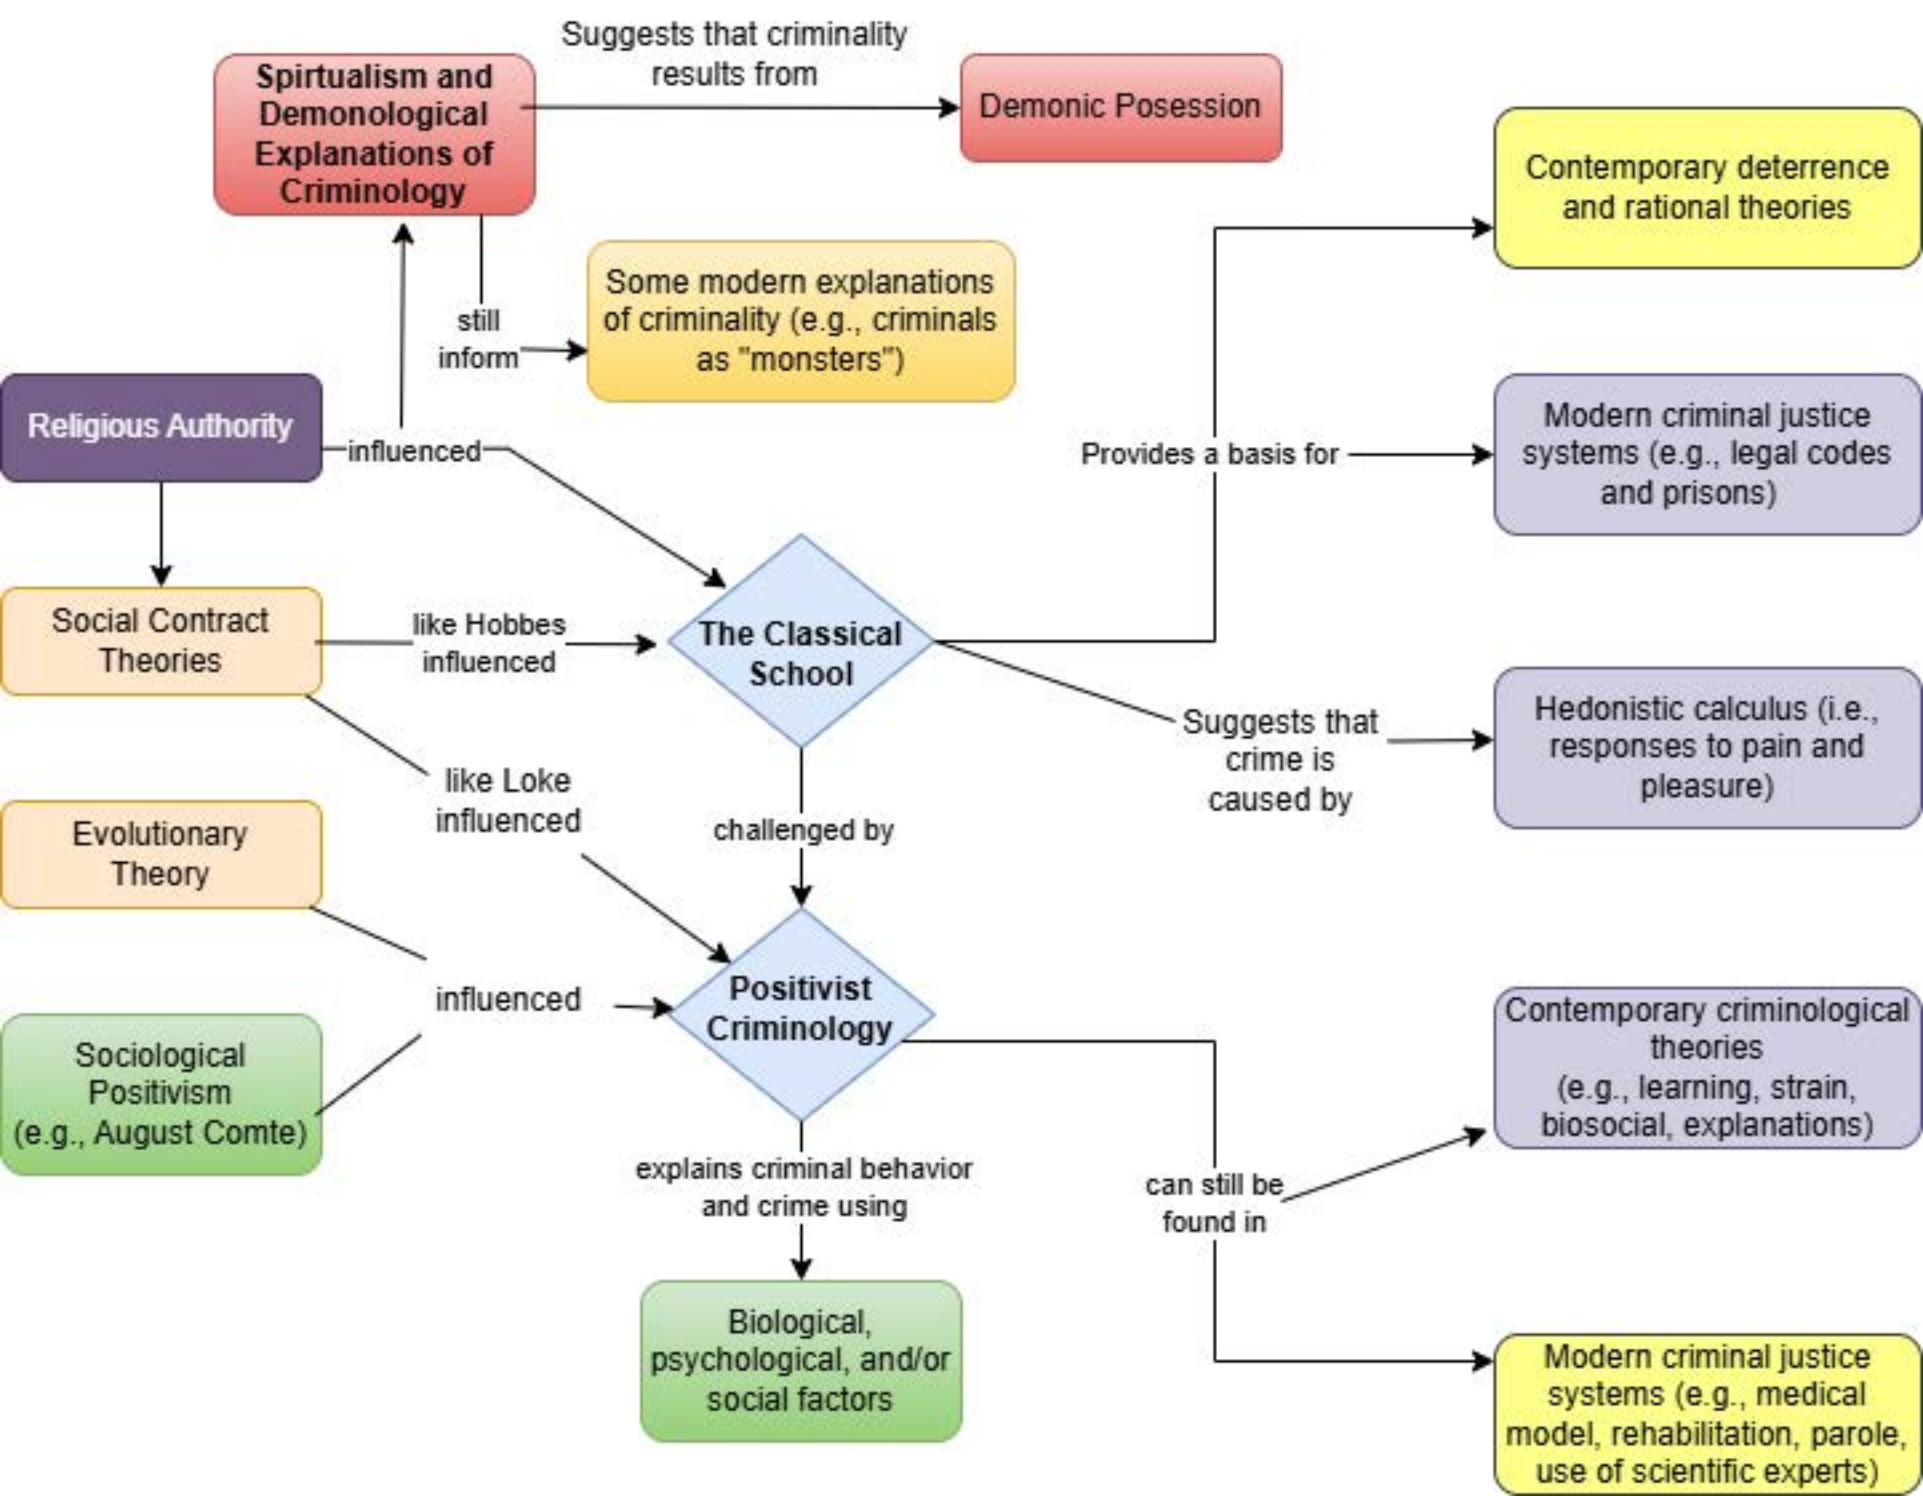 Suggests that criminality
results from
Spirtualism and
Demonological
Explanations of
Criminology
Demonic Posession
Contemporary deterrence
and rational theories
Some modern explanations
of criminality (e.g., criminals
as "monsters")
still
inform
Religious Authority
influenced
Provides a basis for
Modern criminal justice
systems (e.g., legal codes
and prisons)
Social Contract
Theories
like Hobbes
influenced
The Classical
School
Suggests that
crime is
caused by
Hedonistic calculus (i.e.,
responses to pain and
pleasure)
like Loke
influenced
challenged by
Evolutionary
Theory
influenced
Positivist
Criminology
Sociological
Positivism
(e.g., August Comte)
Contemporary criminological
theories
(e.g., learning, strain,
biosocial, explanations)
explains criminal behavior
and crime using
can still be
found in
Biological,
psychological, and/or
social factors
Modern criminal justice
systems (e.g., medical
model, rehabilitation, parole,
use of scientific experts)